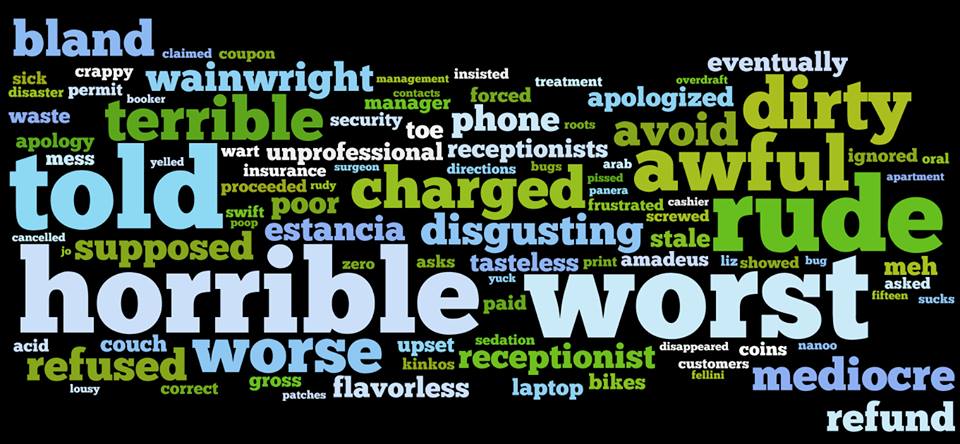 bland
claimed coupon
eventually
sick crappy wainwright management insisted treatment overdraft
disaster permit booker contacts manager forced apologized dirty
waste terrible security toe phone roots avoid
apology yelled wart unprofessional receptionists awful ignored oral
mess insurance surgeon directions bugs arab apartment
told proceeded rudy charged pissed panera cashier rude
swift poor frustrated screwed
cancelled poop estancia disgusting stale
jo supposed zero asks tasteless print amadeus liz showed bug meh
horrible yuck worst asked
paid fifteen sucks
acid couch worse upset sedation disappeared coins nanoo
refused kinkos receptionist customers
lousy correct gross patches flavorless laptop bikes fellini mediocre
refund